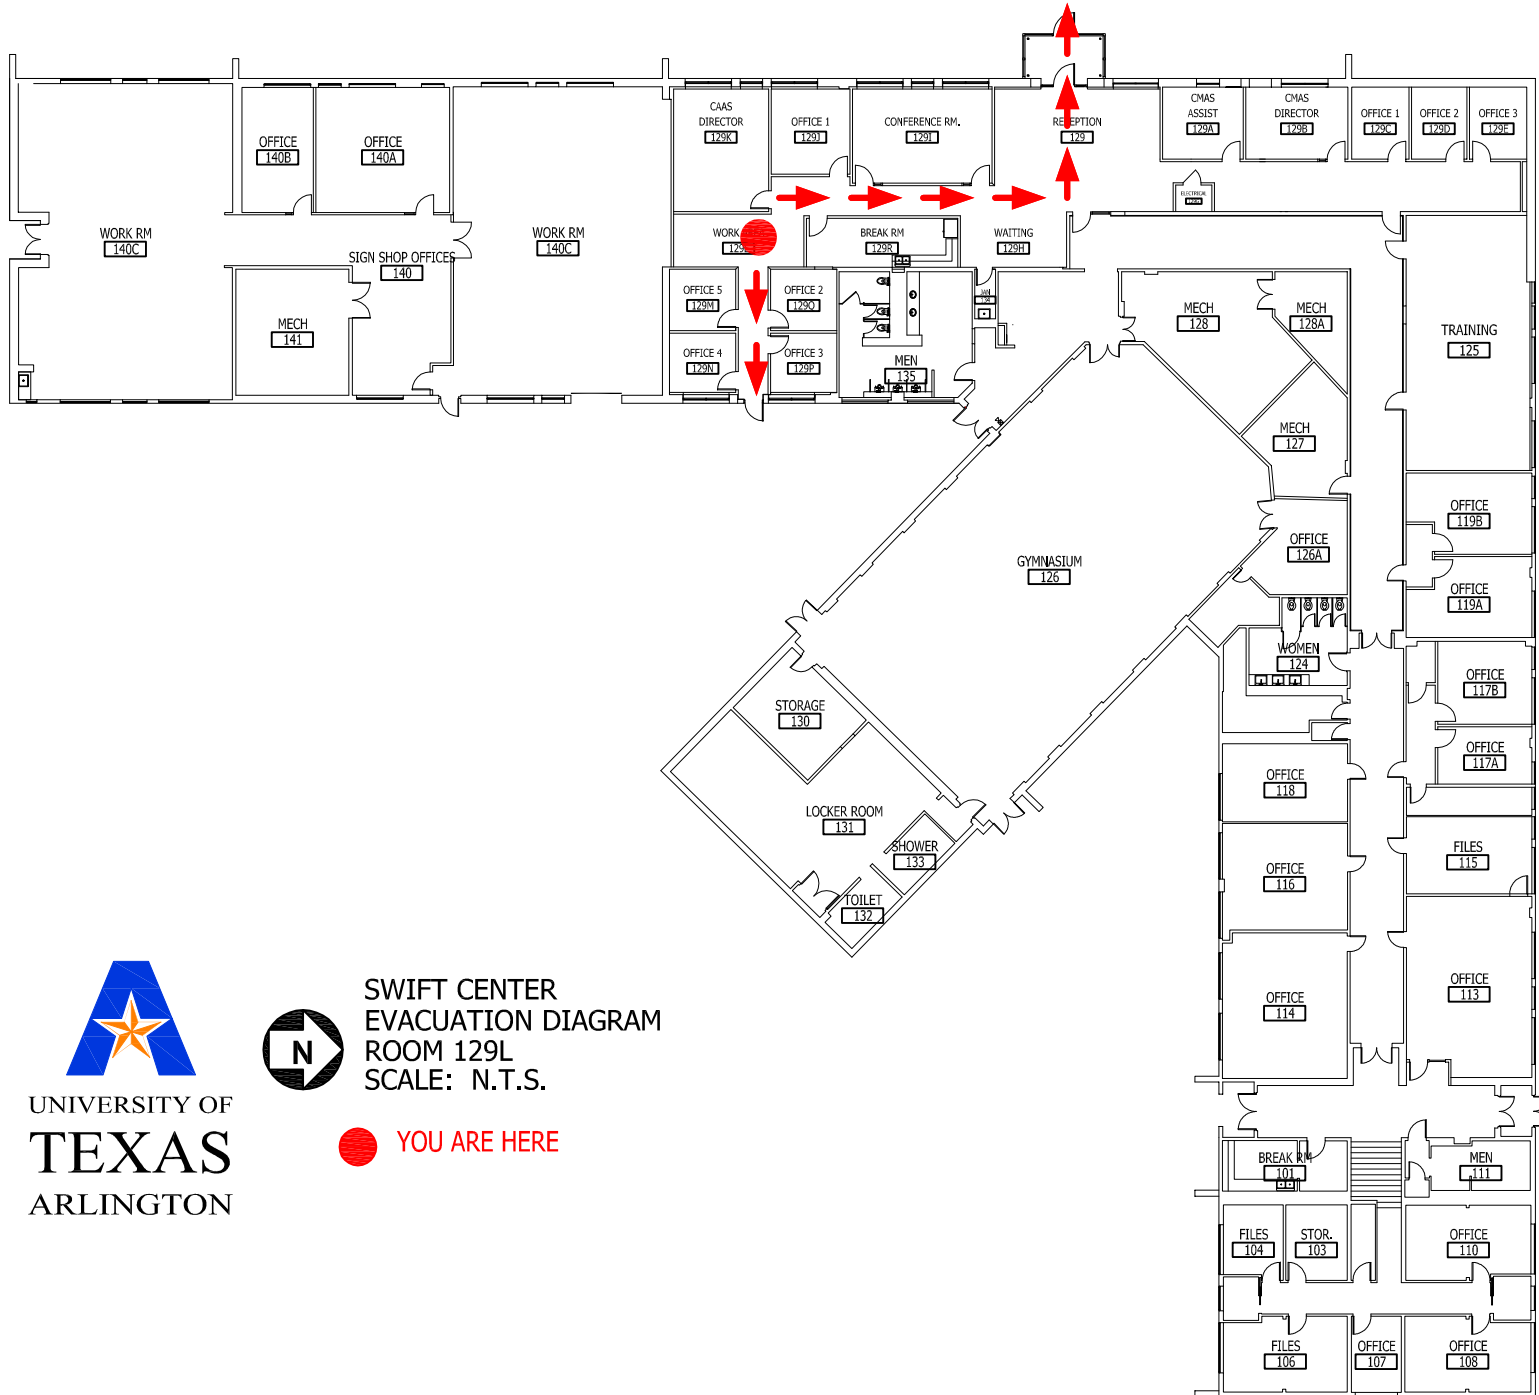 CAAS
DIRECTOR
129K
OFFICE 1
129J
CONFERENCE RM.
129I
RECEPTION
129
CMAS
ASSIST
129A
CMAS
DIRECTOR
129B
OFFICE 1
129C
OFFICE 2
129D
OFFICE 3
129E
OFFICE
140B
OFFICE
140A
ELECTRICAL
WORK RM
140C
SIGN SHOP OFFICES
140
WORK RM
140C
WORK
BREAK RM
129R
WAITING
129H
OFFICE 5
129M
OFFICE 2
129Q
JAN
134
MECH
141
OFFICE 4
129N
OFFICE 3
129P
MEN
135
MECH
128
MECH
128A
TRAINING
125
MECH
127
OFFICE
119B
OFFICE
126A
GYMNASIUM
126
OFFICE
119A
WOMEN
124
OFFICE
117B
STORAGE
130
OFFICE
117A
OFFICE
118
LOCKER ROOM
131
SHOWER
133
FILES
115
OFFICE
116
TOILET
132
OFFICE
113
OFFICE
114
UNIVERSITY OF
TEXAS
ARLINGTON
N
SWIFT CENTER
EVACUATION DIAGRAM
ROOM 129L
SCALE: N.T.S.
YOU ARE HERE
BREAK RM
101
MEN
111
FILES
104
STOR.
103
OFFICE
110
FILES
106
OFFICE
107
OFFICE
108